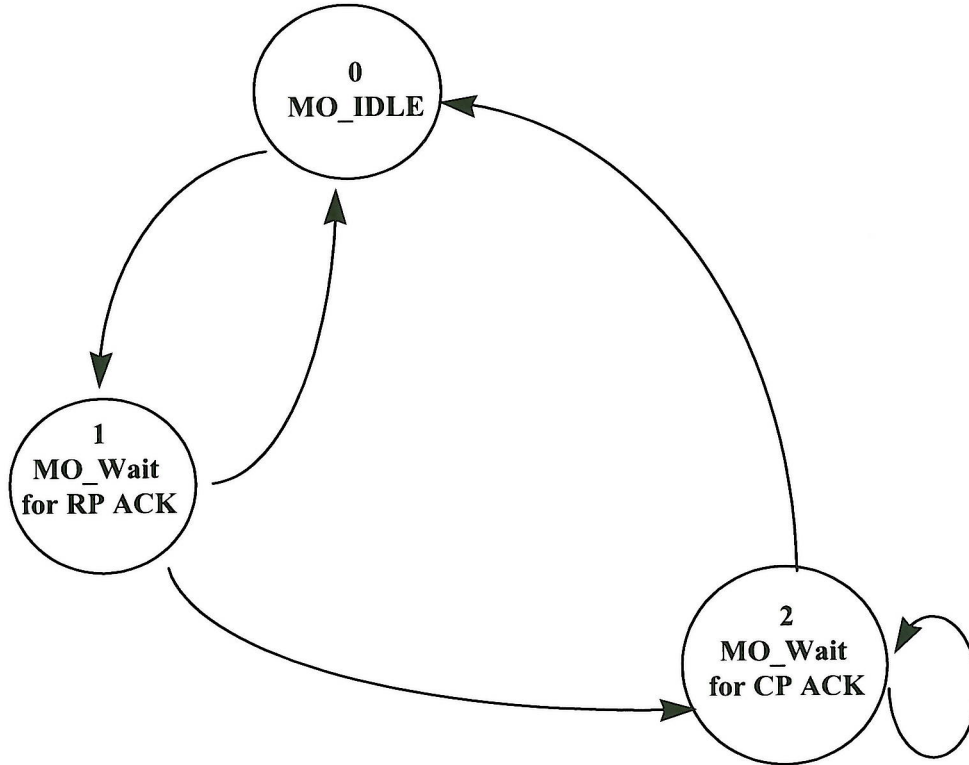 0
MO_IDLE
1
MO_Wait
for RP ACK
2
MO_Wait
for CP ACK